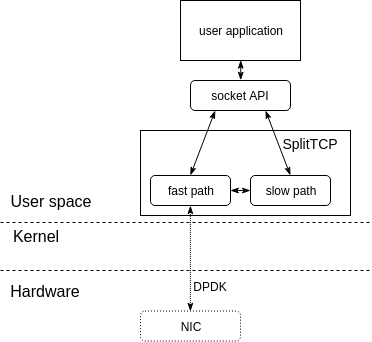 user application
socket API
SplitTCP
fast path
slow path
User space
Kernel
Hardware
DPDK
NIC